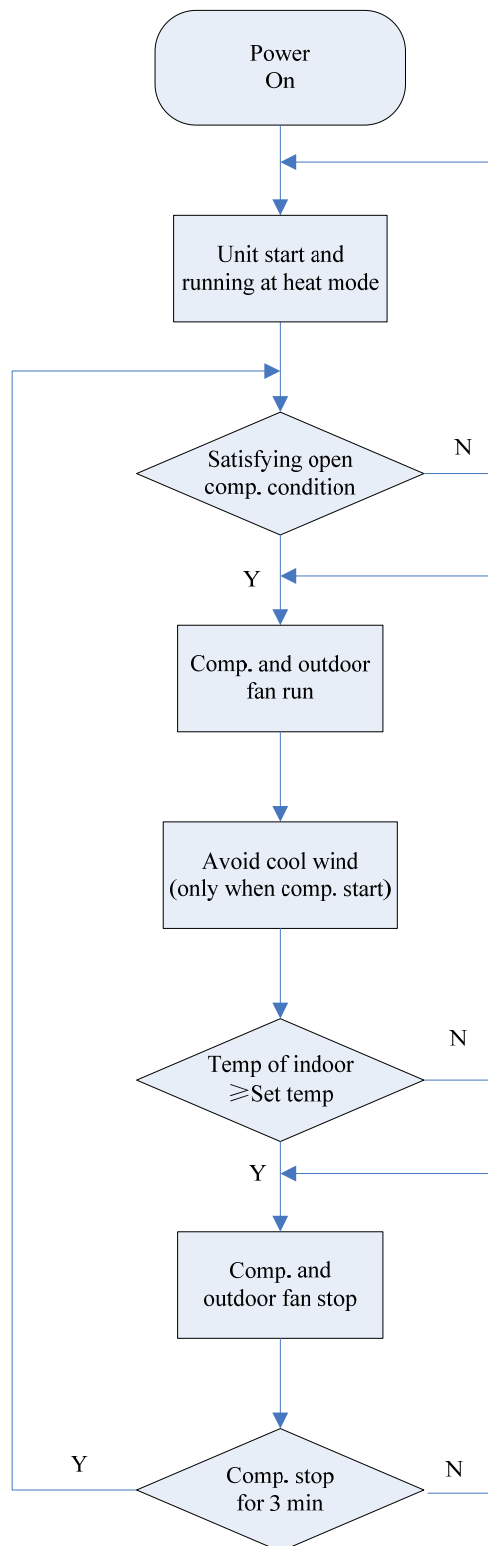 Power
On
Unit start and
running at heat mode
Satisfying open
comp. condition
N
Y
Comp. and outdoor
fan run
Avoid cool wind
(only when comp. start)
Temp of indoor
≥Set temp
N
Y
Comp. and
outdoor fan stop
Y
Comp. stop
for 3 min
N